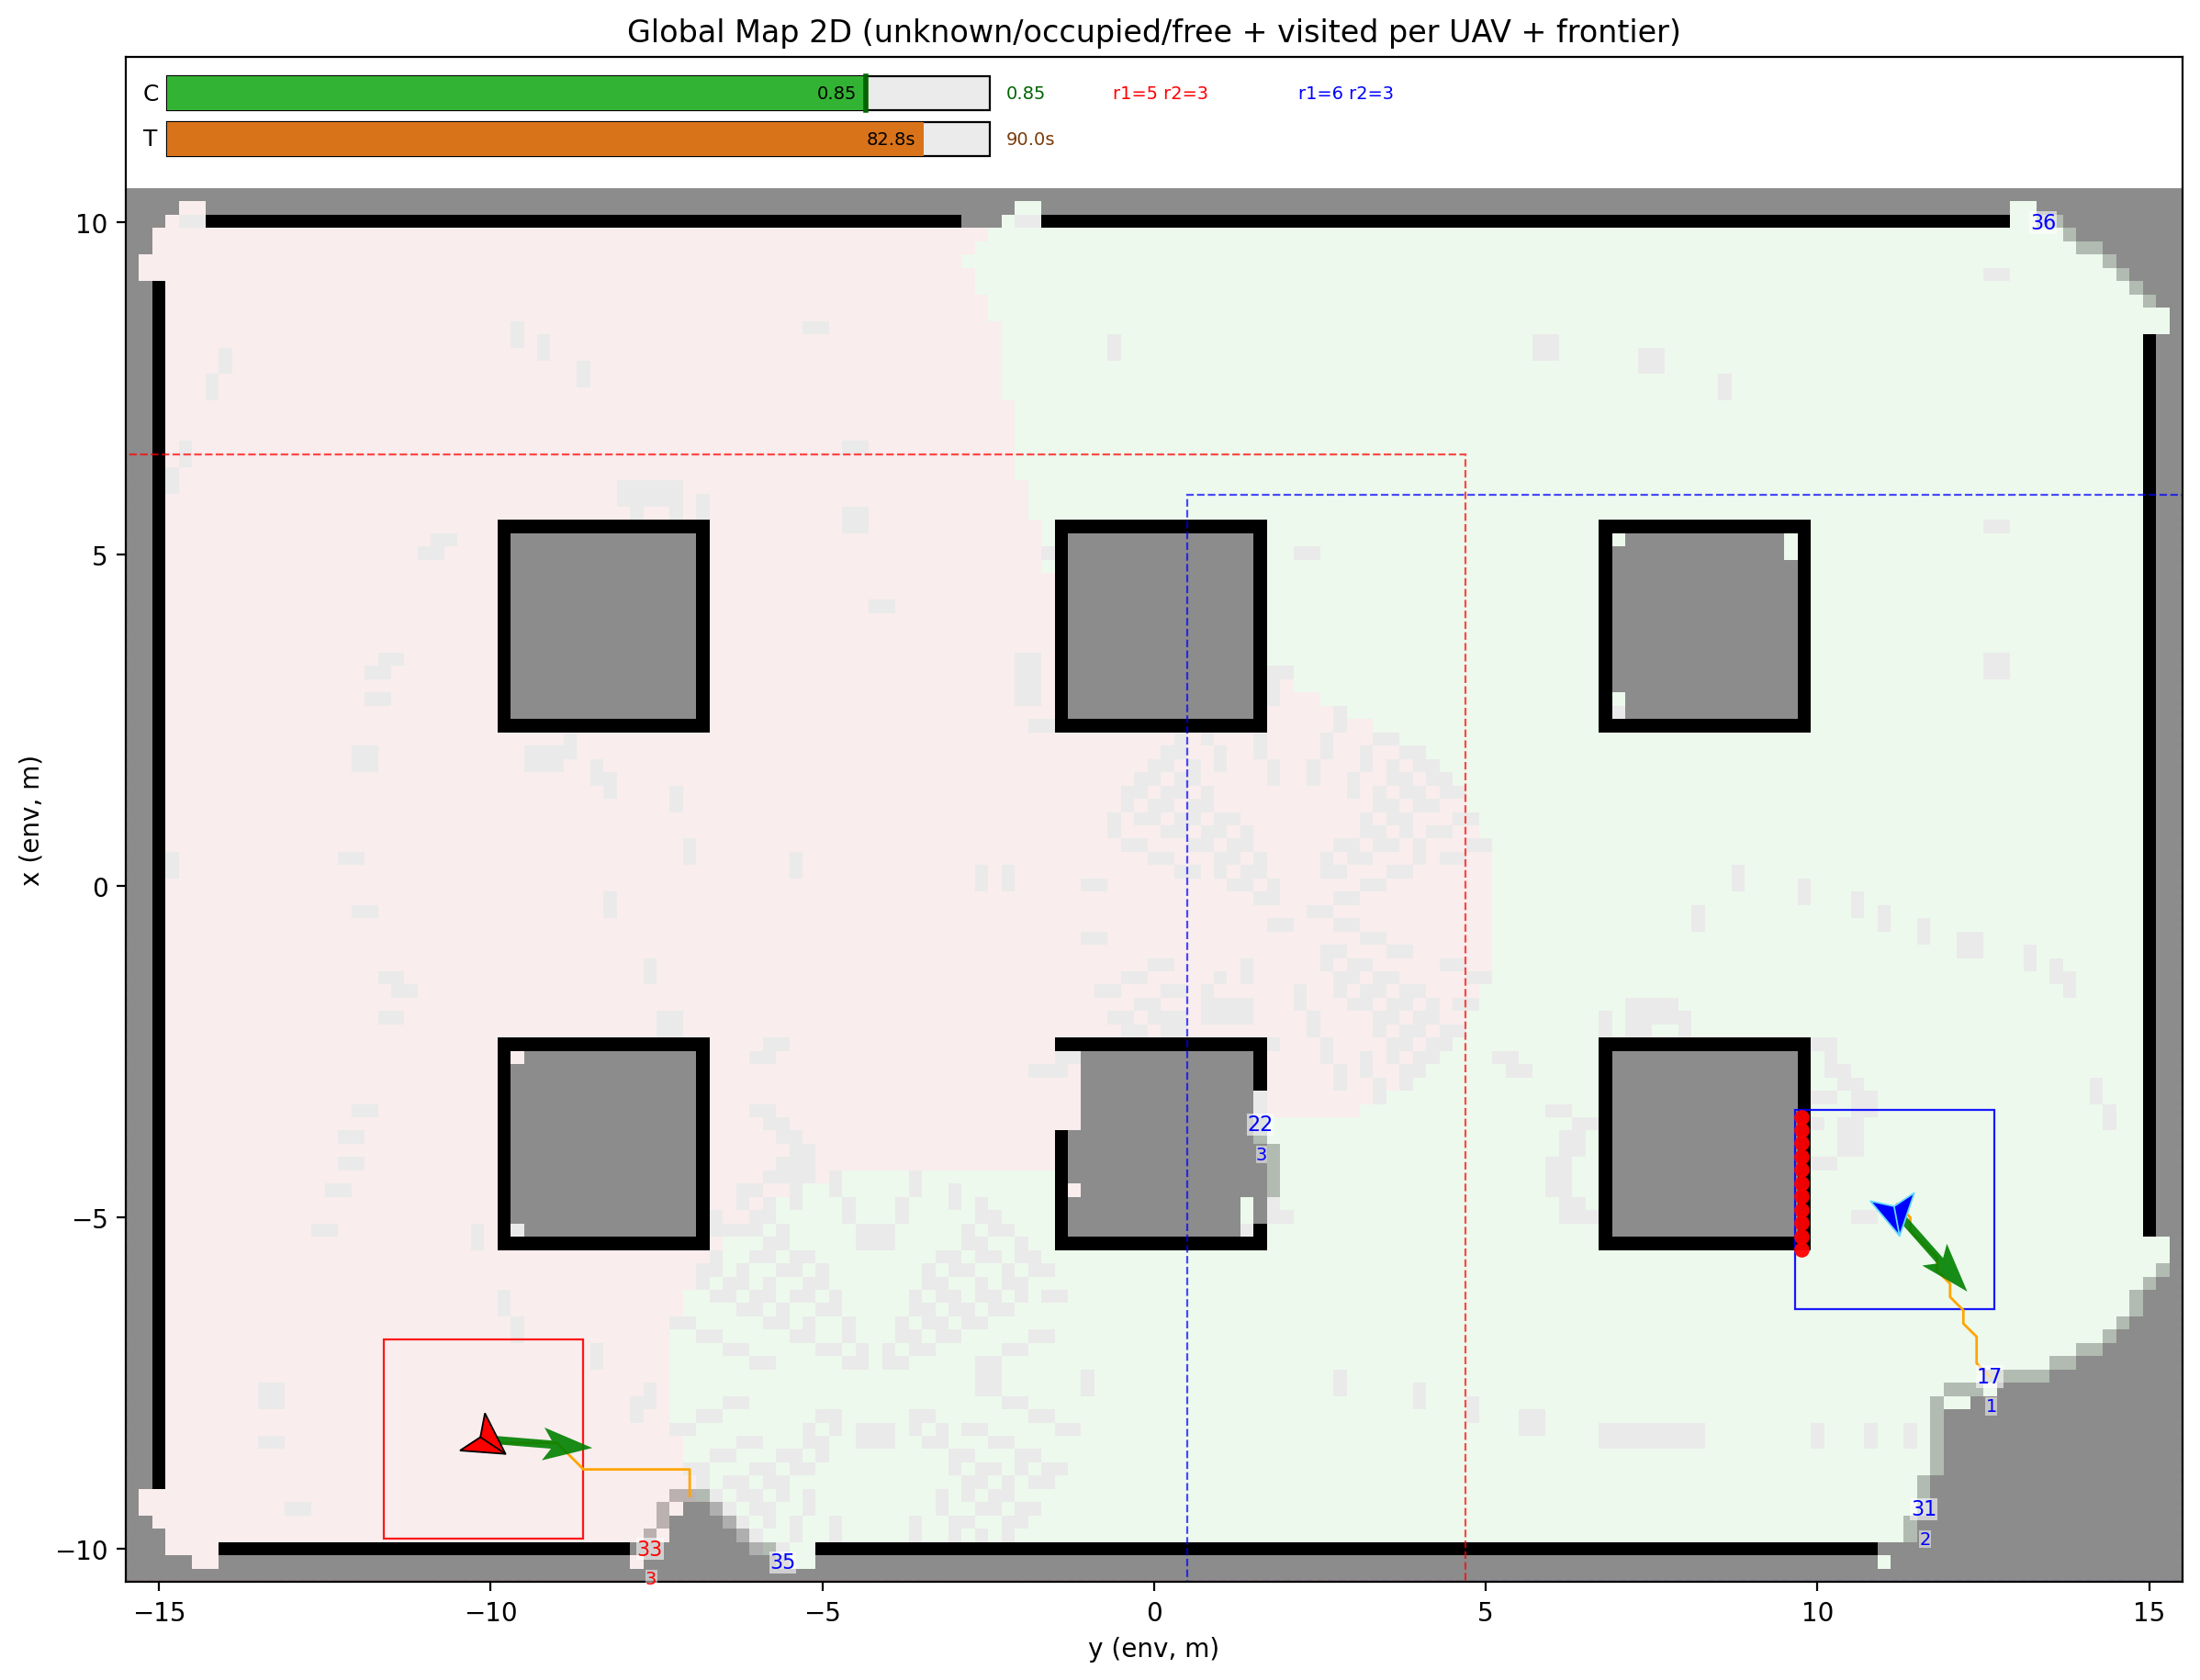 Global Map 2D (unknown/occupied/free + visited per UAV + frontier)
C 0.85 0.85 r1=5 r2=3 r1=6 r2=3
T 82.8s 90.0s
10
5
0
−5
−10
x (env, m)
36
22
3
17
1
31
2
33
3
35
−15 −10 −5 0 5 10 15
y (env, m)